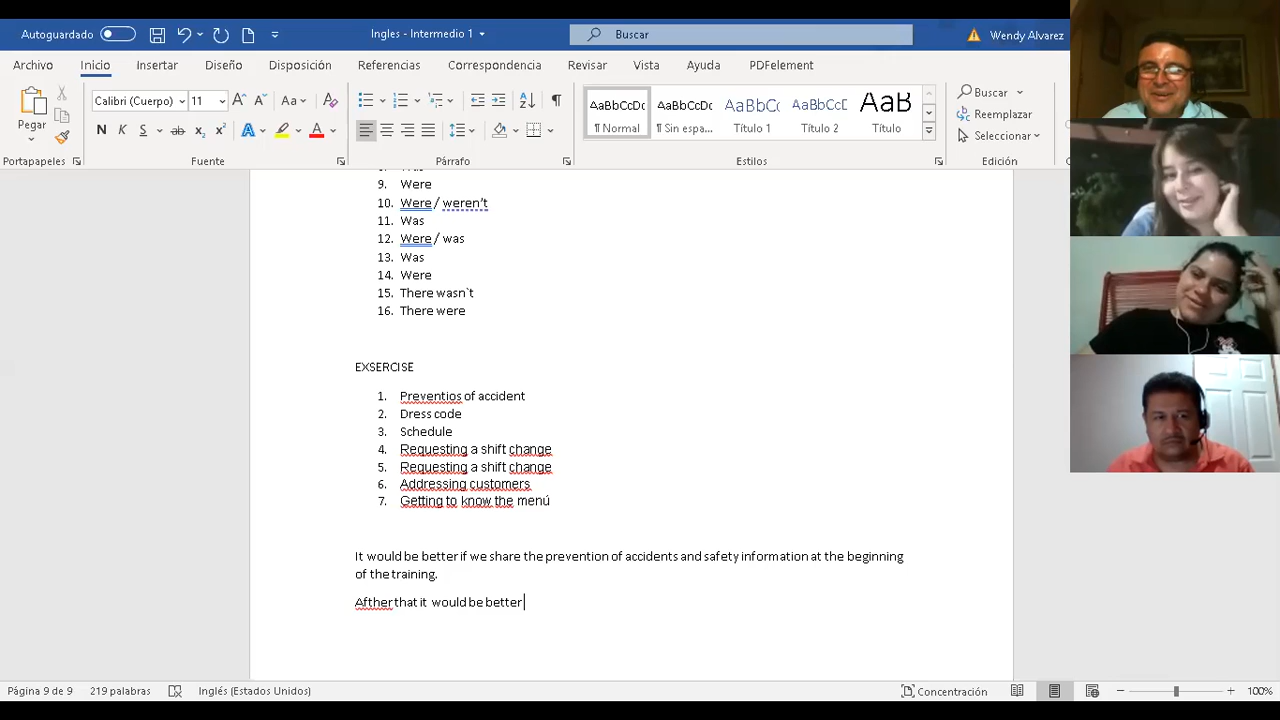 Autoguardado
Ingles - Intermedio 1
Buscar
Wendy Alvarez
Archivo Inicio Insertar Diseño Disposición Referencias Correspondencia Revisar Vista Ayuda PDFelement
Pegar
Calibri (Cuerpo) 11
Aa
N K S ab x₂ x² A A
AaBbCcDc AaBbCcDc AaBbCc AaBbCcD AaB
¶ Normal ¶ Sin espa... Título 1 Título 2 Título
Buscar
Reemplazar
Seleccionar
Portapapeles Fuente Párrafo Estilos Edición
9. Were
10. Were / weren't
11. Was
12. Were / was
13. Was
14. Were
15. There wasn`t
16. There were
EXSERCISE
1. Preventios of accident
2. Dress code
3. Schedule
4. Requesting a shift change
5. Requesting a shift change
6. Addressing customers
7. Getting to know the menú
It would be better if we share the prevention of accidents and safety information at the beginning
of the training.
Afther that it would be better
Página 9 de 9 219 palabras Inglés (Estados Unidos) Concentración 100%